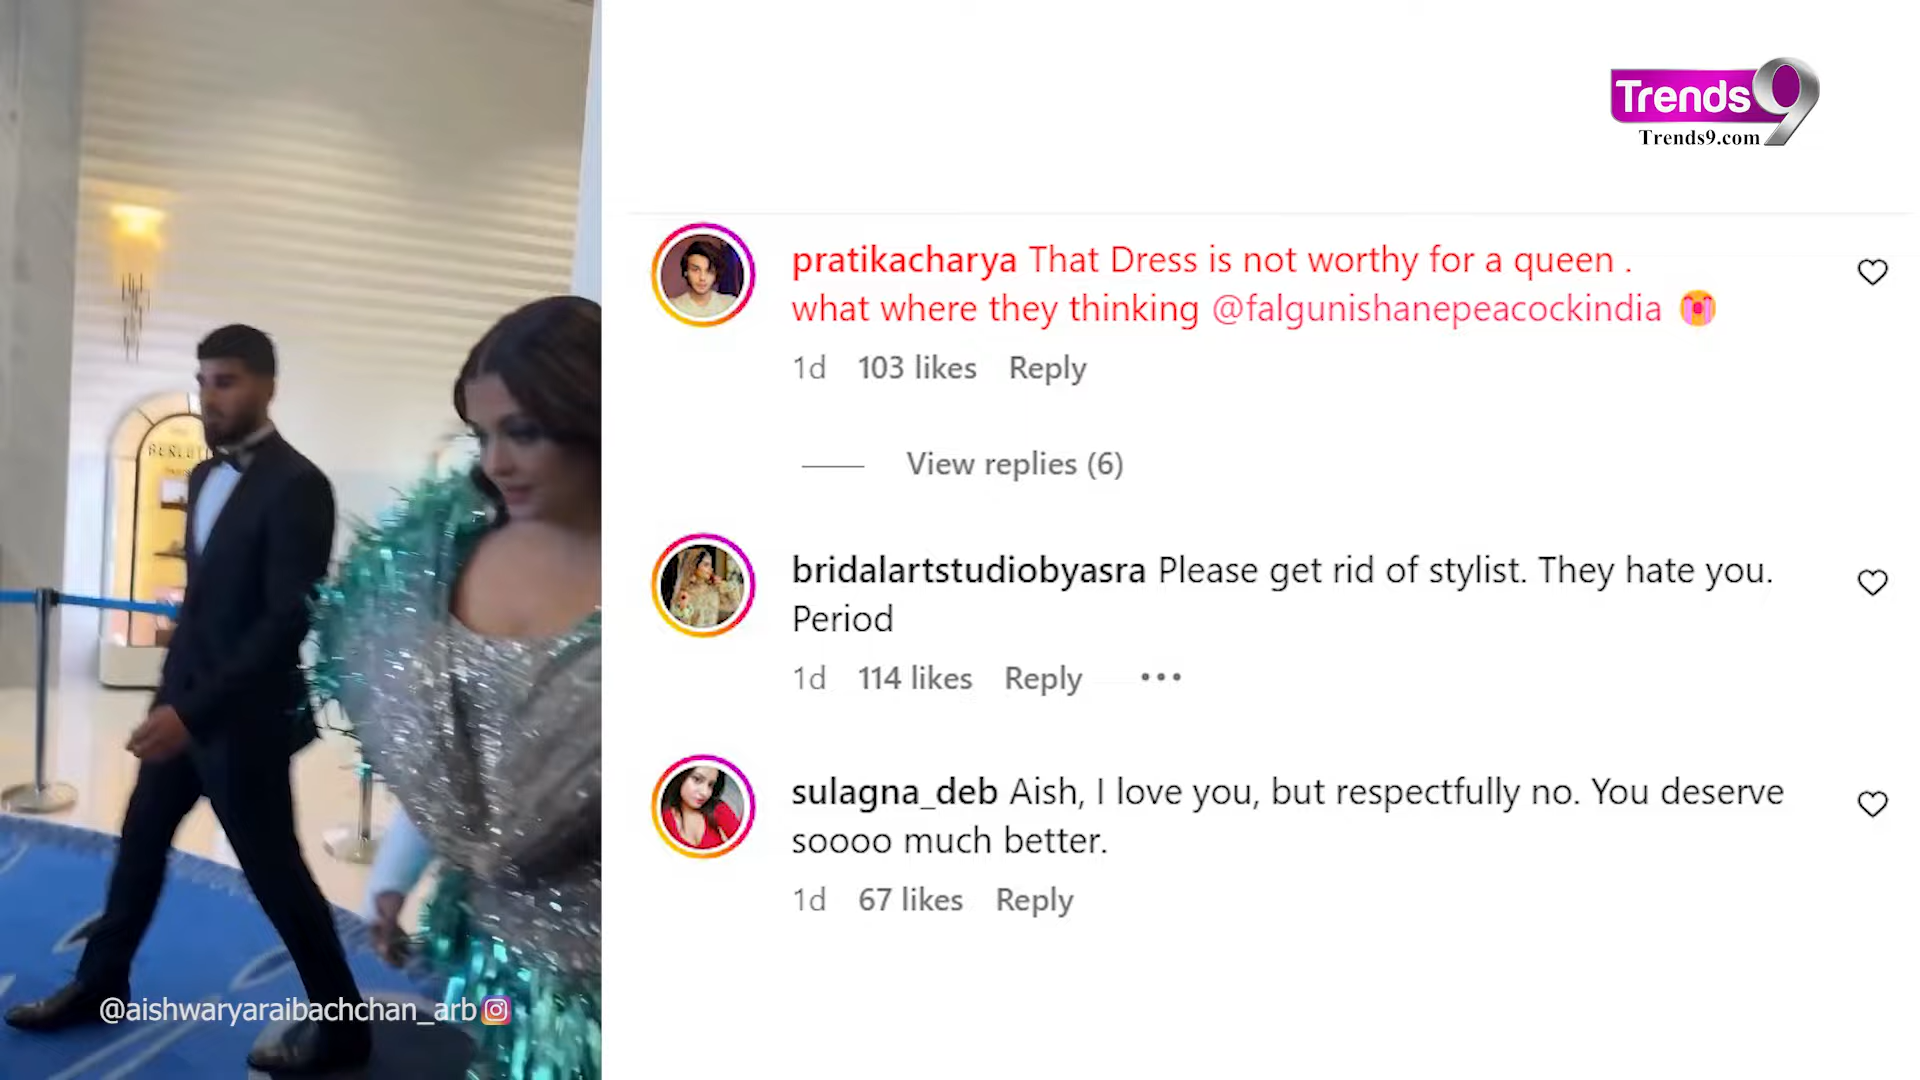 Trends9
Trends9.com
pratikacharya That Dress is not worthy for a queen .
what where they thinking @falgunishanepeacockindia 😭
1d 103 likes Reply
View replies (6)
bridalartstudiobyasra Please get rid of stylist. They hate you.
Period
1d 114 likes Reply •••
sulagna_deb Aish, I love you, but respectfully no. You deserve
soooo much better.
1d 67 likes Reply
@aishwaryaraibachchan_arb